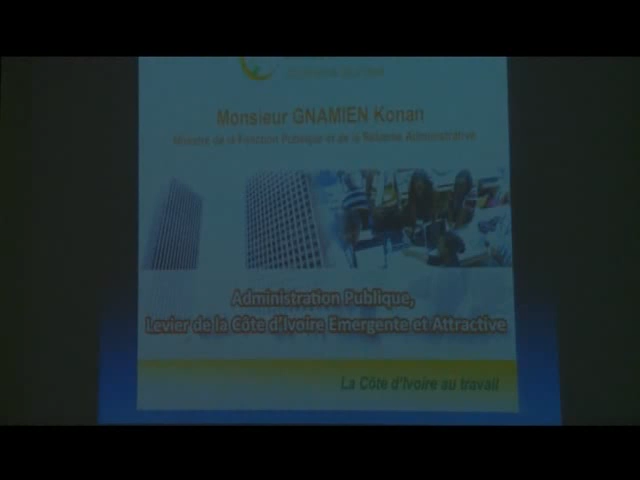 Monsieur GNAMIEN Konan
Ministre de la Fonction Publique et de la Réforme Administrative
Administration Publique,
Levier de la Côte d'Ivoire Emergente et Attractive
La Côte d'Ivoire au travail